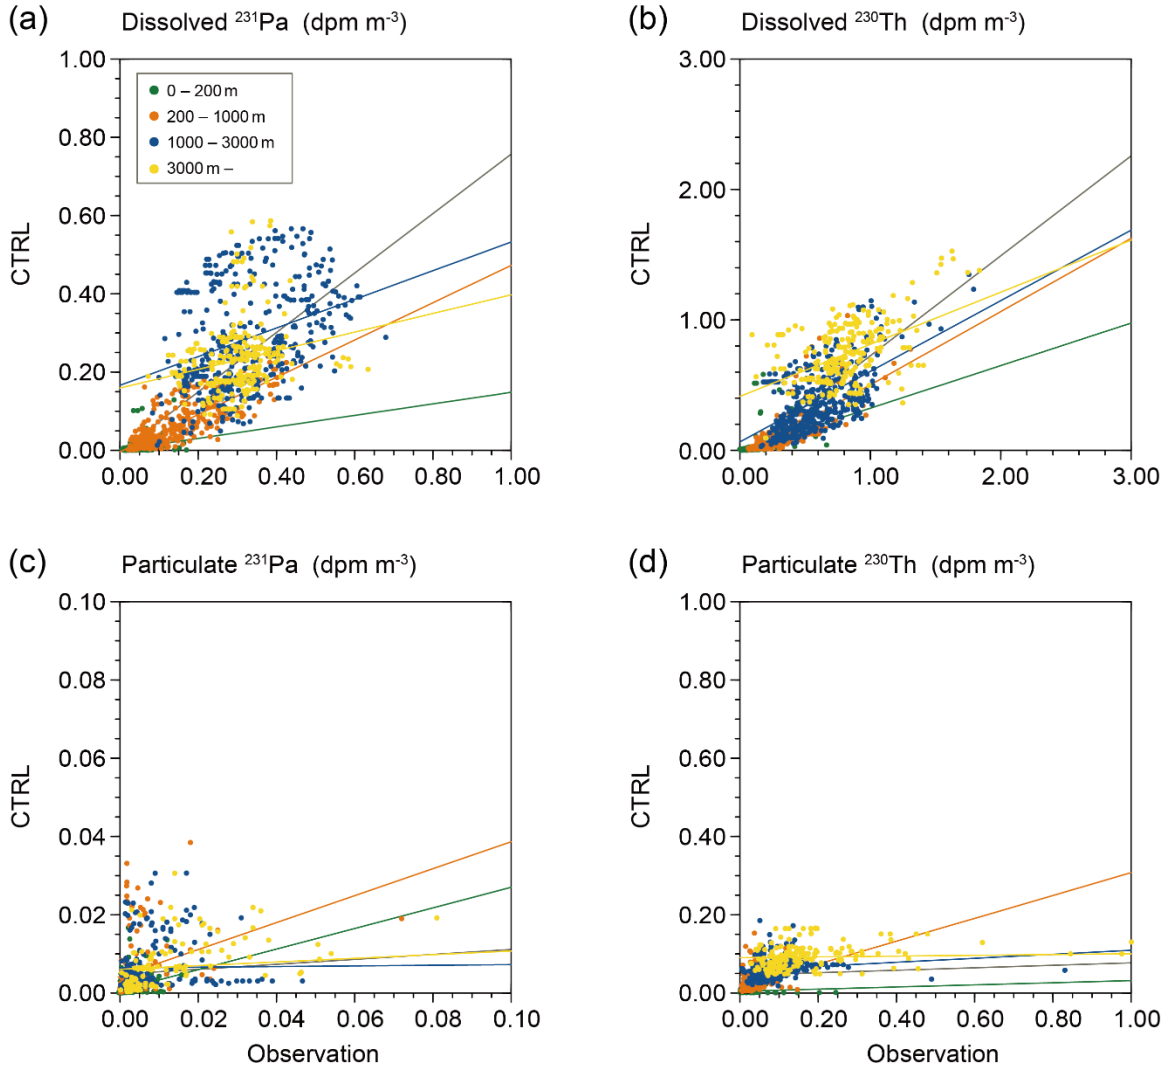 (a) Dissolved ²³¹Pa (dpm m⁻³)
1.00
0.80
0.60
0.40
0.20
0.00
CTRL
0 – 200 m
200 – 1000 m
1000 – 3000 m
3000 m –
0.00 0.20 0.40 0.60 0.80 1.00
(b) Dissolved ²³⁰Th (dpm m⁻³)
3.00
2.00
1.00
0.00
CTRL
0.00 1.00 2.00 3.00
(c) Particulate ²³¹Pa (dpm m⁻³)
0.10
0.08
0.06
0.04
0.02
0.00
CTRL
0.00 0.02 0.04 0.06 0.08 0.10
Observation
(d) Particulate ²³⁰Th (dpm m⁻³)
1.00
0.80
0.60
0.40
0.20
0.00
CTRL
0.00 0.20 0.40 0.60 0.80 1.00
Observation